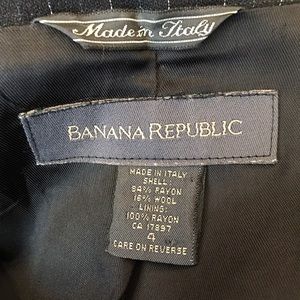 Made in Italy
BANANA REPUBLIC
MADE IN ITALY
SHELL:
84% RAYON
16% WOOL
LINING:
100% RAYON
CA 17897
4
CARE ON REVERSE